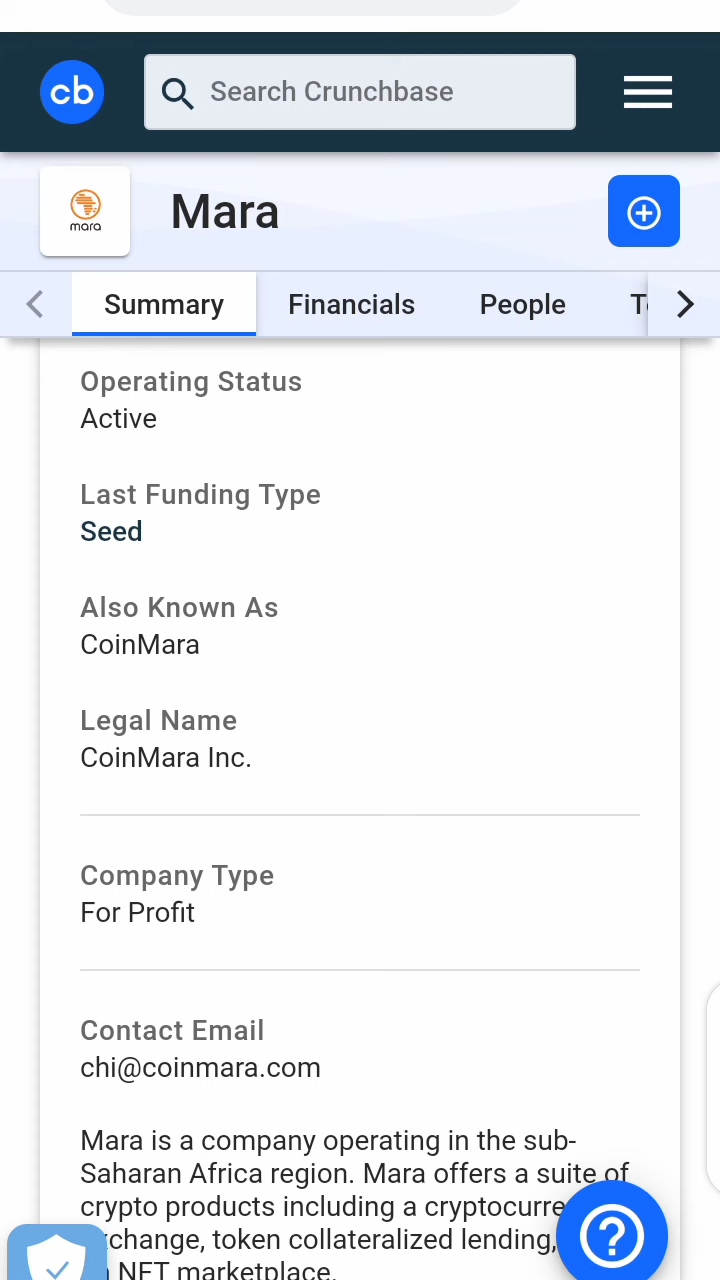 cb
Search Crunchbase
mara
Mara
Summary
Financials
People
Operating Status
Active
Last Funding Type
Seed
Also Known As
CoinMara
Legal Name
CoinMara Inc.
Company Type
For Profit
Contact Email
chi@coinmara.com
Mara is a company operating in the sub-
Saharan Africa region. Mara offers a suite of
crypto products including a
token collateralized lending,
NFT marketplace.